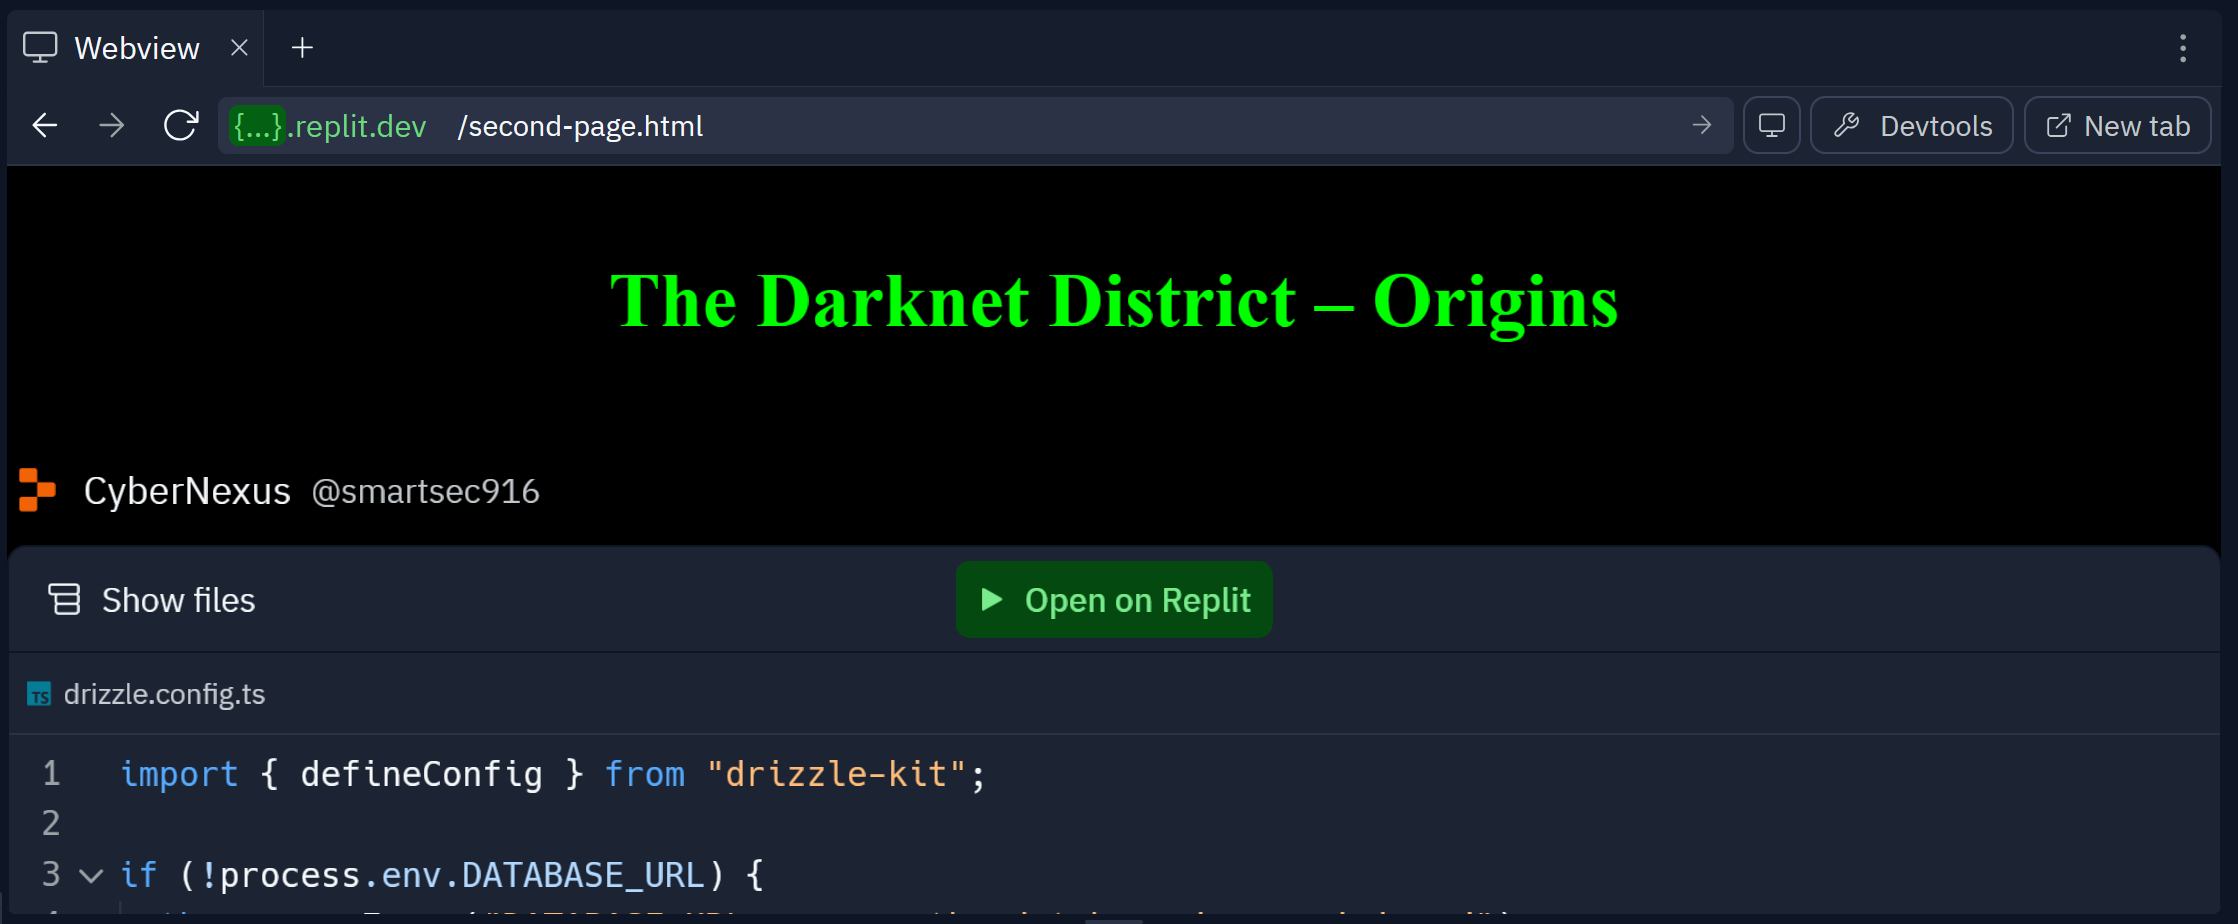 Webview
{...}.replit.dev /second-page.html
Devtools
New tab
The Darknet District – Origins
CyberNexus @smartsec916
Show files
Open on Replit
TS drizzle.config.ts
1 import { defineConfig } from "drizzle-kit";
2
3 if (!process.env.DATABASE_URL) {